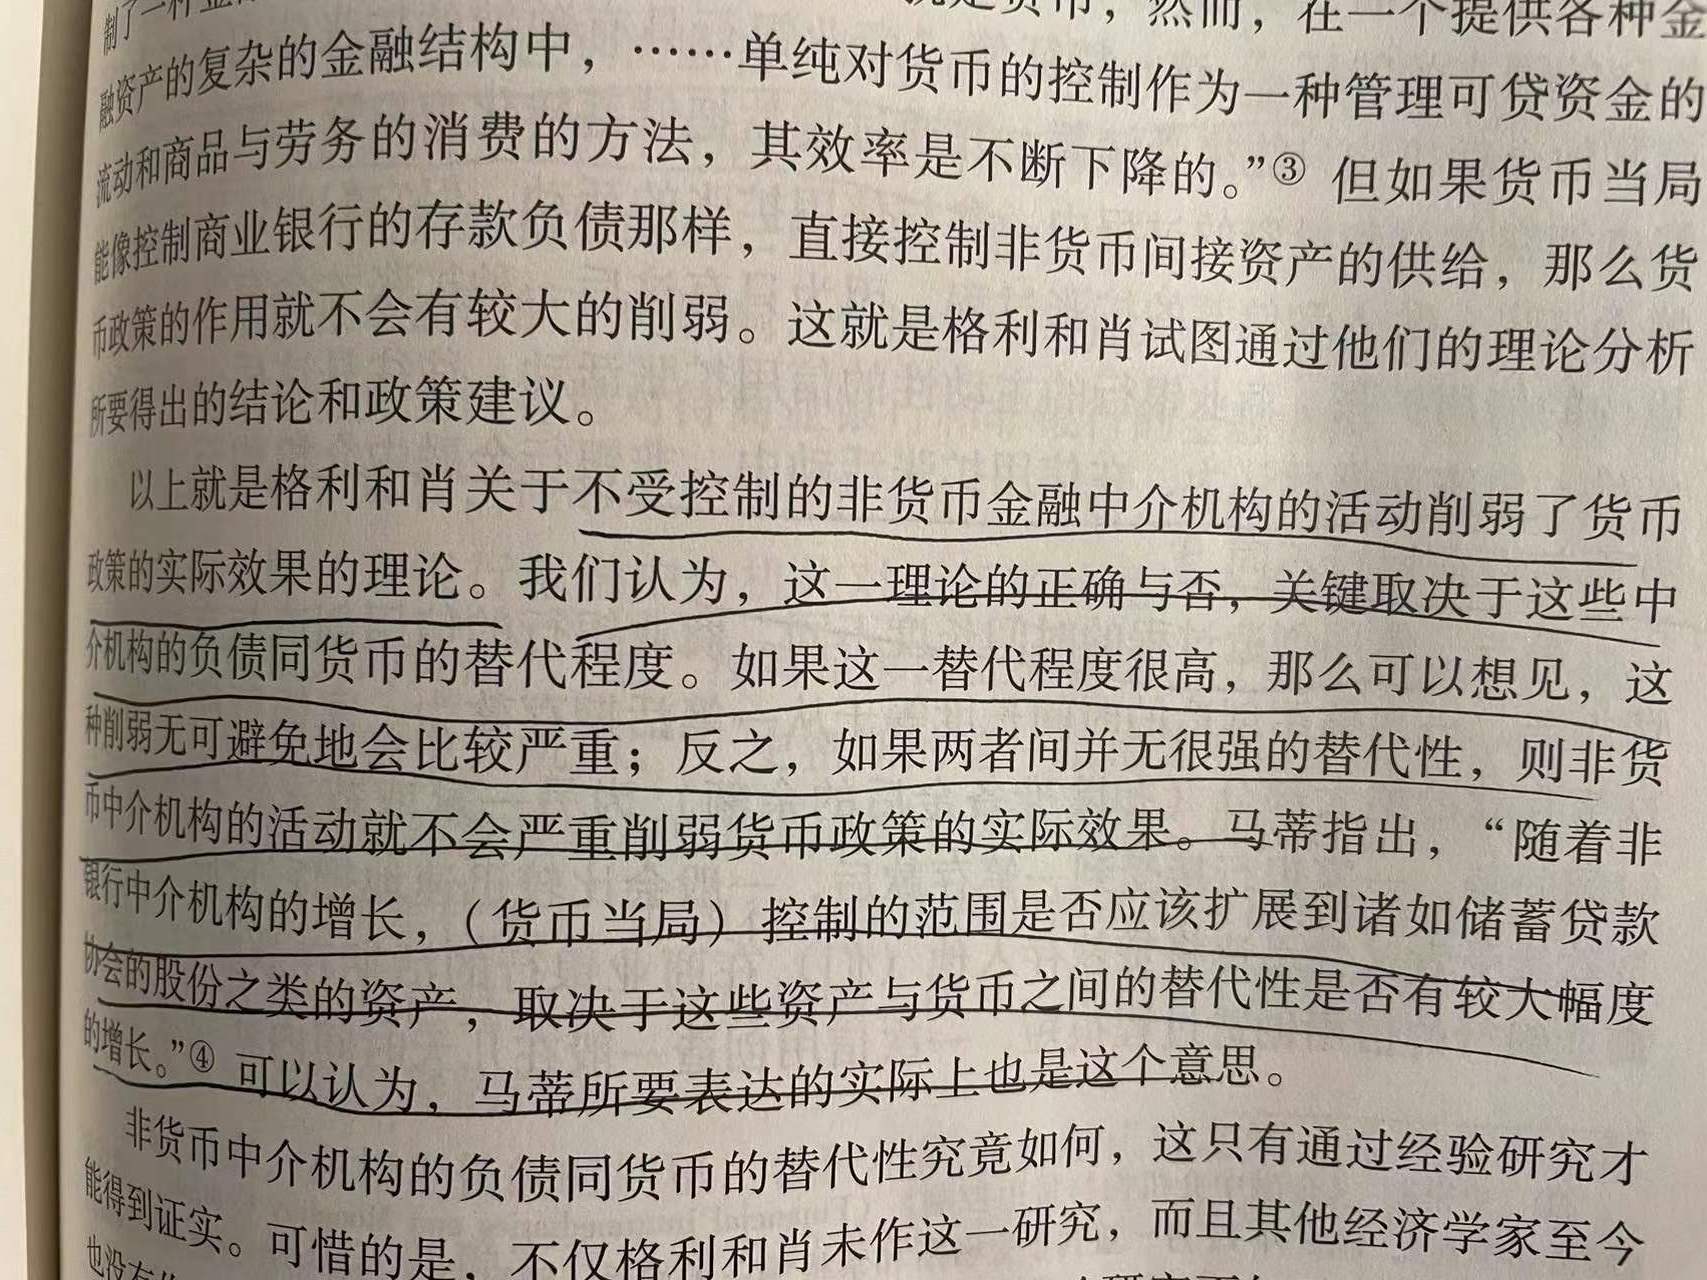 制了一种金
就是货币，然而，在一个提供各种金
融资产的复杂的金融结构中，……单纯对货币的控制作为一种管理可贷资金的
流动和商品与劳务的消费的方法，其效率是不断下降的。”③ 但如果货币当局
能像控制商业银行的存款负债那样，直接控制非货币间接资产的供给，那么货
币政策的作用就不会有较大的削弱。这就是格利和肖试图通过他们的理论分析
所要得出的结论和政策建议。
以上就是格利和肖关于不受控制的非货币金融中介机构的活动削弱了货币
政策的实际效果的理论。我们认为，这一理论的正确与否，关键取决于这些中
介机构的负债同货币的替代程度。如果这一替代程度很高，那么可以想见，这
种削弱无可避免地会比较严重；反之，如果两者间并无很强的替代性，则非货
币中介机构的活动就不会严重削弱货币政策的实际效果。马蒂指出，“随着非
银行中介机构的增长，（货币当局）控制的范围是否应该扩展到诸如储蓄贷款
协会的股份之类的资产，取决于这些资产与货币之间的替代性是否有较大幅度
的增长。”④ 可以认为，马蒂所要表达的实际上也是这个意思。
非货币中介机构的负债同货币的替代性究竟如何，这只有通过经验研究才
能得到证实。可惜的是，不仅格利和肖未作这一研究，而且其他经济学家至今
也没有